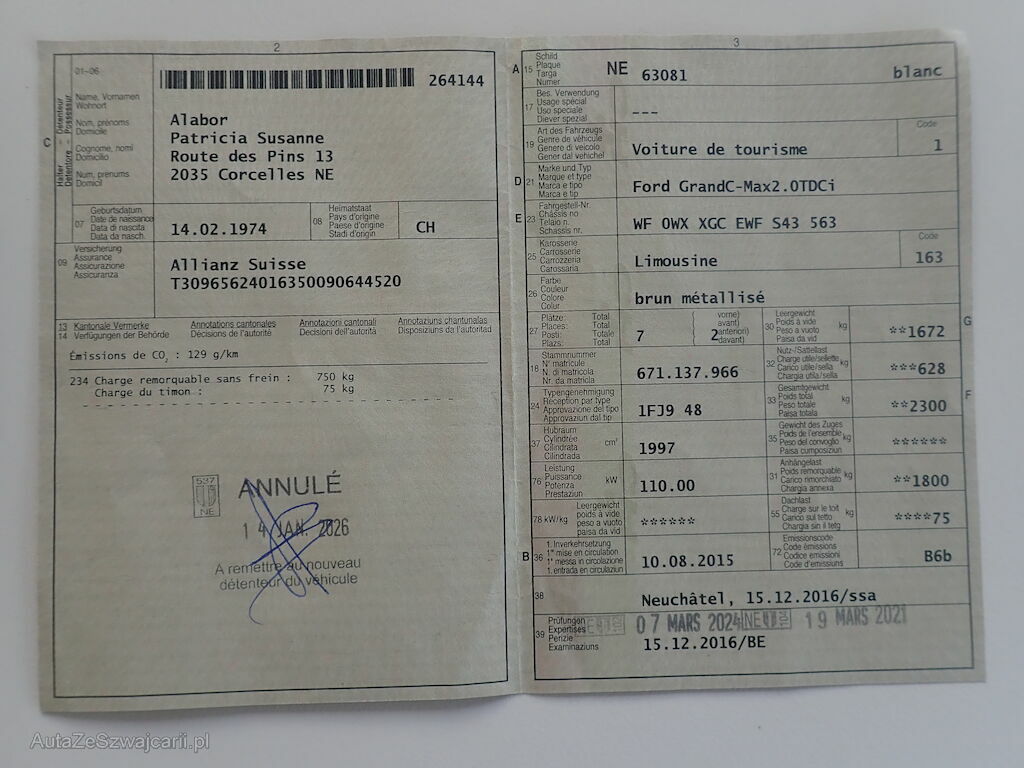 2
01-06
264144
Name, Vornamen
Wohnort
Nom, prénoms
Domicile
Cognome, nomi
Domicilio
Num, prenums
Domicil
C
Halter - Détenteur
Detentore - Possessur
Alabor
Patricia Susanne
Route des Pins 13
2035 Corcelles NE
07
Geburtsdatum
Date de naissance
Data di nascita
Data da nasch.
14.02.1974
08
Heimatstaat
Pays d'origine
Paese d'origine
Stadi d'origin
CH
09
Versicherung
Assurance
Assicurazione
Assicuranza
Allianz Suisse
T30965624016350090644520
13 Kantonale Vermerke
14 Verfügungen der Behörde
Annotations cantonales
Décisions de l'autorité
Annotazioni cantonali
Decisioni dell'autorità
Annotaziuns chantunalas
Disposiziuns da l'autoritad
Émissions de CO2 : 129 g/km
234 Charge remorquable sans frein : 750 kg
Charge du timon : 75 kg
537
NE
ANNULÉ
14 JAN. 2026
A remettre au nouveau
détenteur du véhicule
3
A
15
Schild
Plaque
Targa
Numer
NE 63081
blanc
17
Bes. Verwendung
Usage spécial
Uso speciale
Diever spezial
---
19
Art des Fahrzeugs
Genre de véhicule
Genere di veicolo
Gener dal vehichel
Voiture de tourisme
Code
1
D
21
Marke und Typ
Marque et type
Marca e tipo
Marca e tip
Ford GrandC-Max2.0TDCi
E
23
Fahrgestell-Nr.
Châssis no
Telaio n.
Schassis nr.
WF 0WX XGC EWF S43 563
25
Karosserie
Carrosserie
Carrozzeria
Carossaria
Limousine
Code
163
26
Farbe
Couleur
Colore
Colur
brun métallisé
27
Plätze: Total
Places: Total
Posti: Totale
Plazs: Total
7
vorne)
avant)
anteriori)
davant)
2
30
Leergewicht
Poids à vide
Peso a vuoto
Paisa da vid
kg
**1672
G
18
Stammnummer
N° matricule
N. di matricola
Nr. da matricla
671.137.966
32
Nutz-/Sattellast
Charge utile/sellette
Carico utile/sella
Chargia utila/sella
kg
***628
24
Typengenehmigung
Réception par type
Approvazione del tipo
Approvaziun dal tip
1FJ9 48
33
Gesamtgewicht
Poids total
Peso totale
Paisa totala
kg
**2300
F
37
Hubraum
Cylindrée
Cilindrata
Cilindrada
cm³
1997
35
Gewicht des Zuges
Poids de l'ensemble
Peso del convoglio
Paisa cumposiziun
kg
******
76
Leistung
Puissance
Potenza
Prestaziun
kW
110.00
31
Anhängelast
Poids remorquable
Carico rimorchiato
Chargia annexa
kg
**1800
78 kW/kg
Leergewicht
poids à vide
peso a vuoto
paisa da vid
******
55
Dachlast
Charge sur le toit
Carico sul tetto
Chargia sin il tetg
kg
****75
B
36
1. Inverkehrsetzung
1re mise en circulation
1a messa in circolazione
1. entrada en circulaziun
10.08.2015
72
Emissionscode
Code émissions
Codice emissioni
Code d'emissiuns
B6b
38
Neuchâtel, 15.12.2016/ssa
39
Prüfungen
Expertises
Perizie
Examinaziuns
07 MARS 2024 NE 19 MARS 2021
15.12.2016/BE
AutaZeSzwajcarii.pl